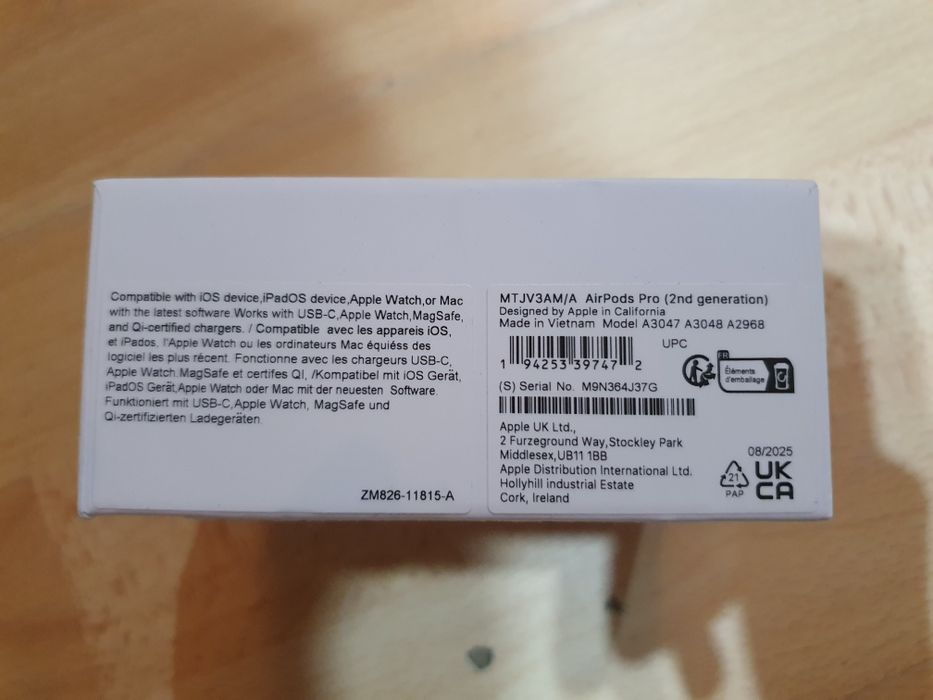 Compatible with iOS device,iPadOS device,Apple Watch,or Mac
with the latest software Works with USB-C,Apple Watch,MagSafe,
and Qi-certified chargers. / Compatible avec les appareils iOS,
et iPados, l'Apple Watch ou les ordinateurs Mac équiéss des
logiciel les plus récent. Fonctionne avec les chargeurs USB-C,
Apple Watch.MagSafe et certifes QI, /Kompatibel mit iOS Gerät,
iPadOS Gerät,Apple Watch oder Mac mit der neuesten Software.
Funktioniert mit USB-C,Apple Watch, MagSafe und
Qi-zertifizierten Ladegeräten
ZM826-11815-A
MTJV3AM/A AirPods Pro (2nd generation)
Designed by Apple in California
Made in Vietnam Model A3047 A3048 A2968
UPC
1 94253 39747 2
FR
Éléments
d'emballage
(S) Serial No. M9N364J37G
Apple UK Ltd.,
2 Furzeground Way,Stockley Park
Middlesex,UB11 1BB
Apple Distribution International Ltd.
Hollyhill industrial Estate
Cork, Ireland
08/2025
21
PAP
UK
CA